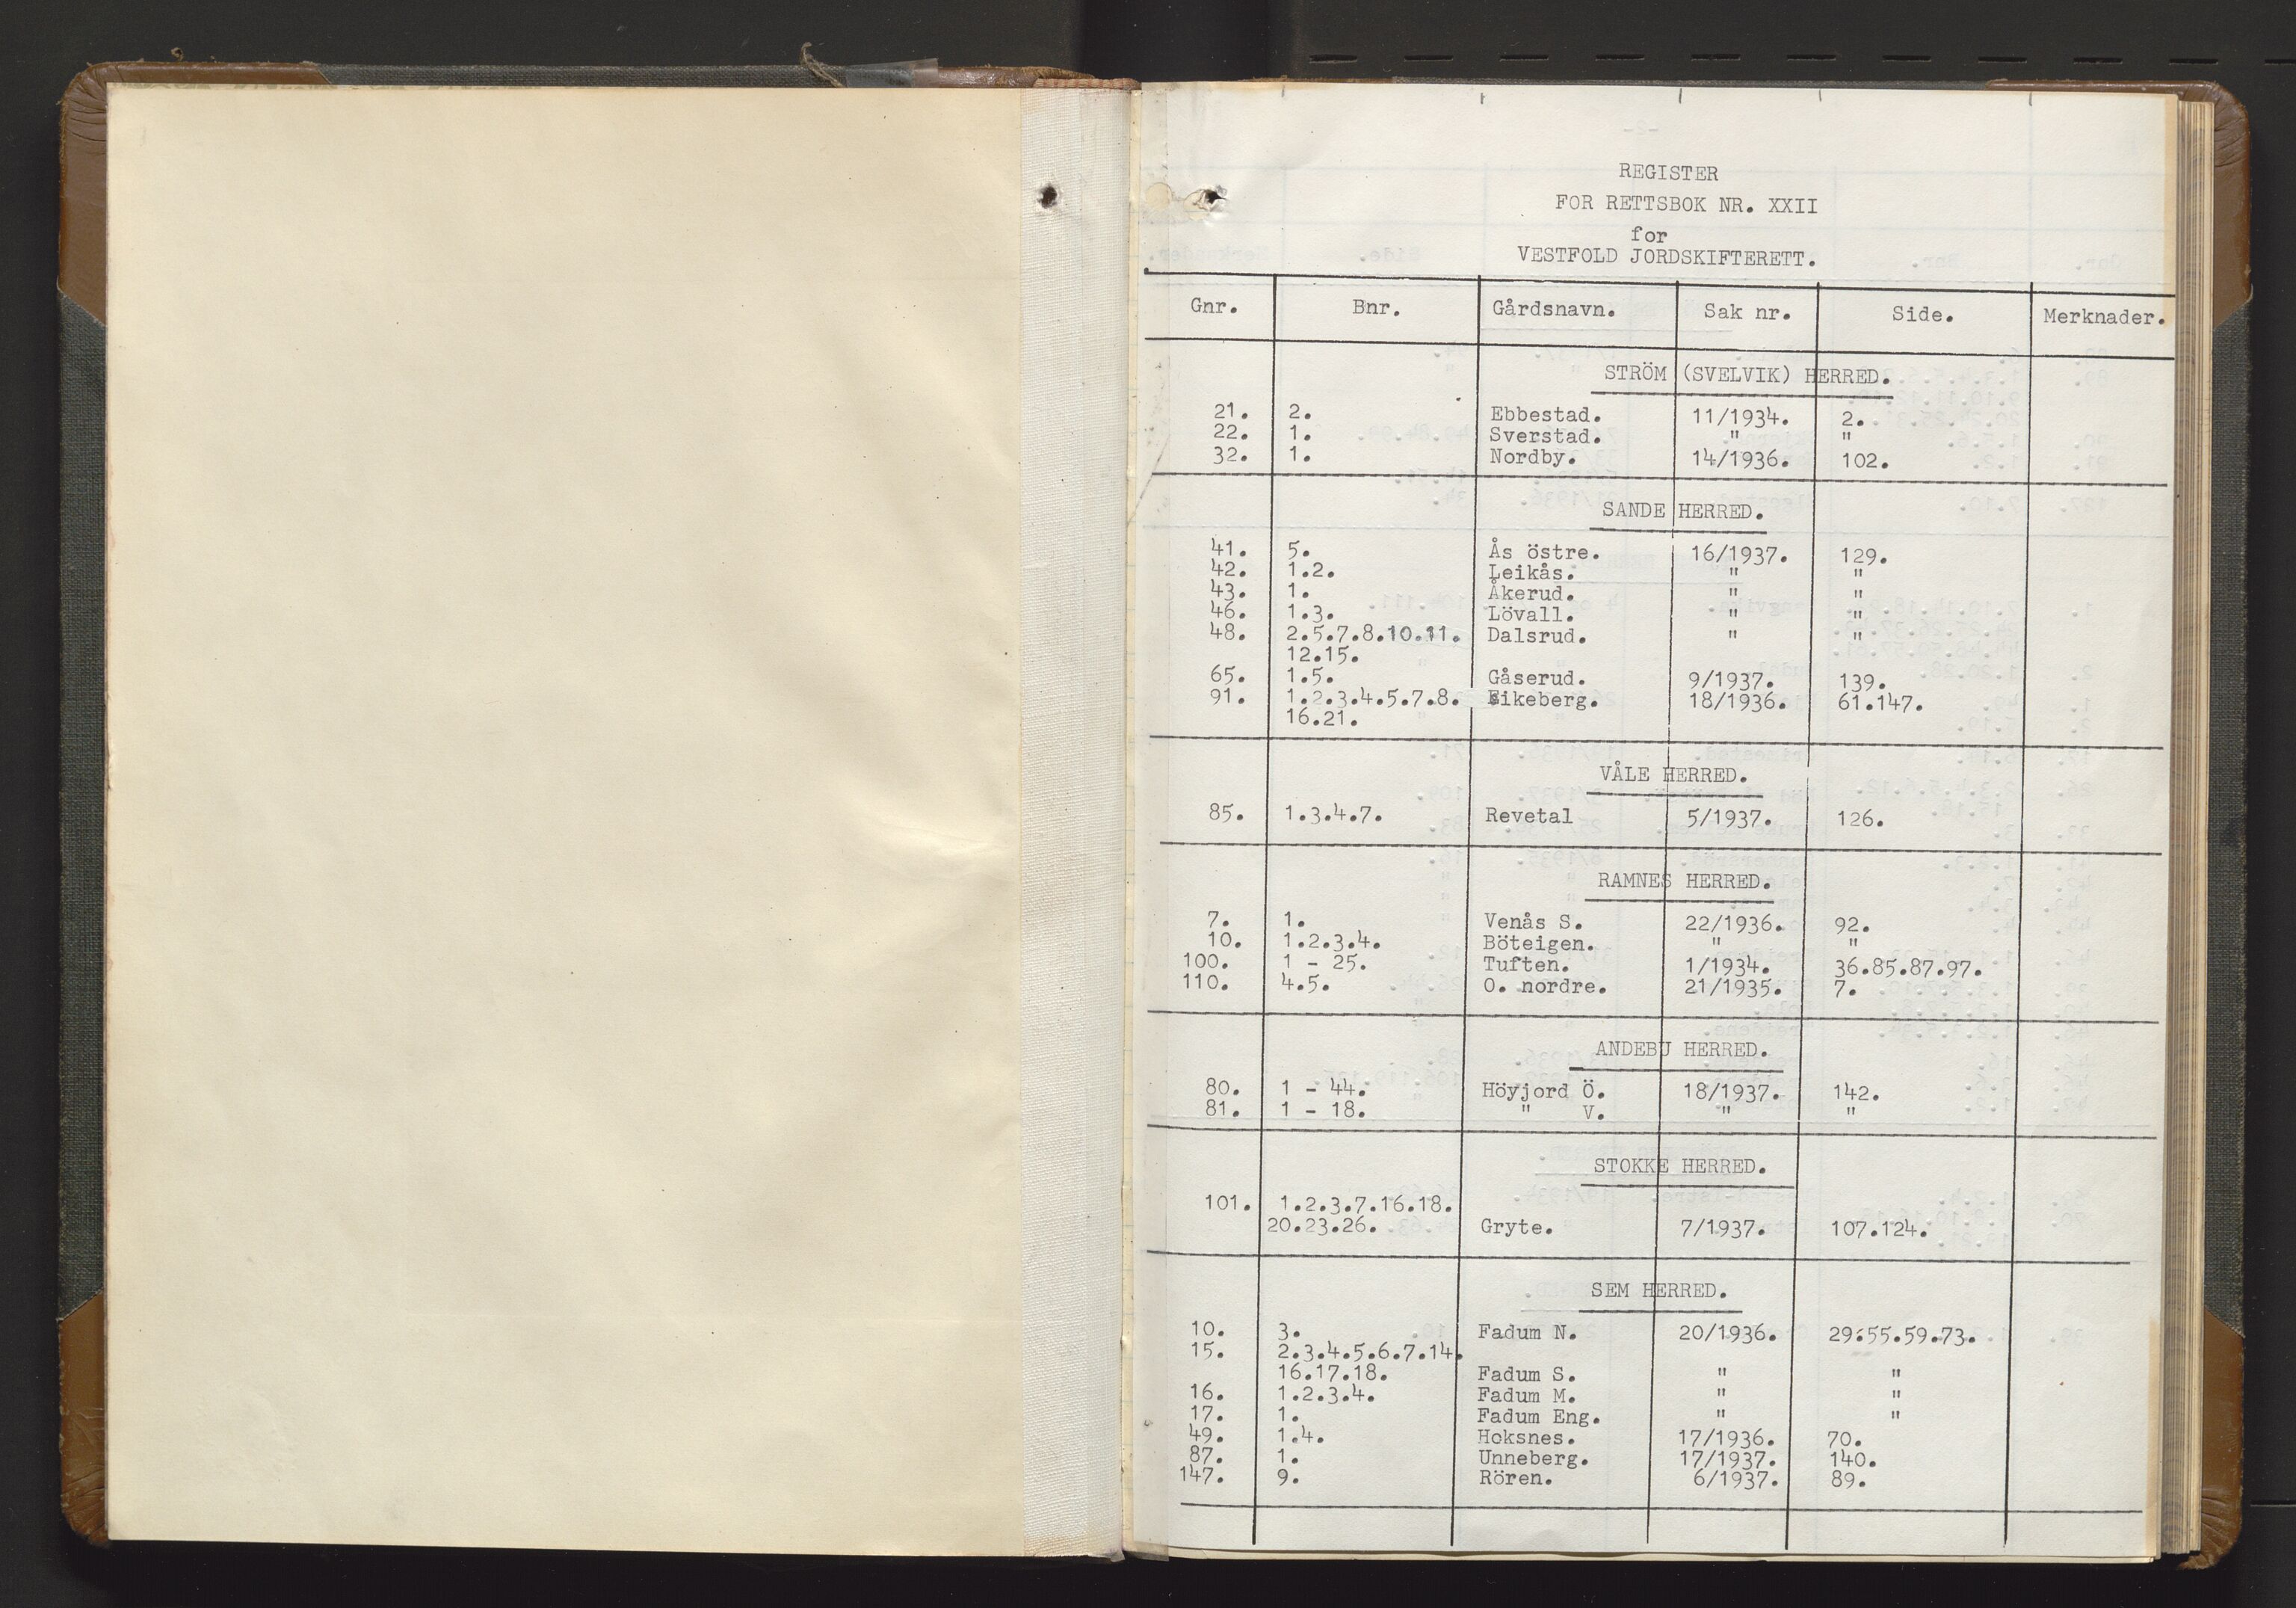 REGISTER
FOR RETTSBOK NR. XXII
for
VESTFOLD JORDSKIFTERETT.
Gnr. Bnr. Gårdsnavn. Sak nr. Side. Merknader.
STRÖM (SVELVIK) HERRED.
21. 2. Ebbestad. 11/1934. 2.
22. 1. Sverstad. " "
32. 1. Nordby. 14/1936. 102.
SANDE HERRED.
41. 5. Ås östre. 16/1937. 129.
42. 1.2. Leikås. " "
43. 1. Åkerud. " "
46. 1.3. Lövall. " "
48. 2.5.7.8.10.11. Dalsrud. " "
12.15.
65. 1.5. Gåserud. 9/1937. 139.
91. 1.2.3.4.5.7.8. Eikeberg. 18/1936. 61.147.
16.21.
VÅLE HERRED.
85. 1.3.4.7. Revetal 5/1937. 126.
RAMNES HERRED.
7. 1. Venås S. 22/1936. 92.
10. 1.2.3.4. Böteigen. " "
100. 1 - 25. Tuften. 1/1934. 36.85.87.97.
110. 4.5. O. nordre. 21/1935. 7.
ANDEBU HERRED.
80. 1 - 44. Höyjord Ö. 18/1937. 142.
81. 1 - 18. " V. " "
STOKKE HERRED.
101. 1.2.3.7.16.18.
20.23.26. Gryte. 7/1937. 107.124.
SEM HERRED.
10. 3. Fadum N. 20/1936. 29.55.59.73.
15. 2.3.4.5.6.7.14.
16.17.18. Fadum S. " "
16. 1.2.3.4. Fadum M. " "
17. 1. Fadum Eng. " "
49. 1.4. Hoksnes. 17/1936. 70.
87. 1. Unneberg. 17/1937. 140.
147. 9. Rören. 6/1937. 89.